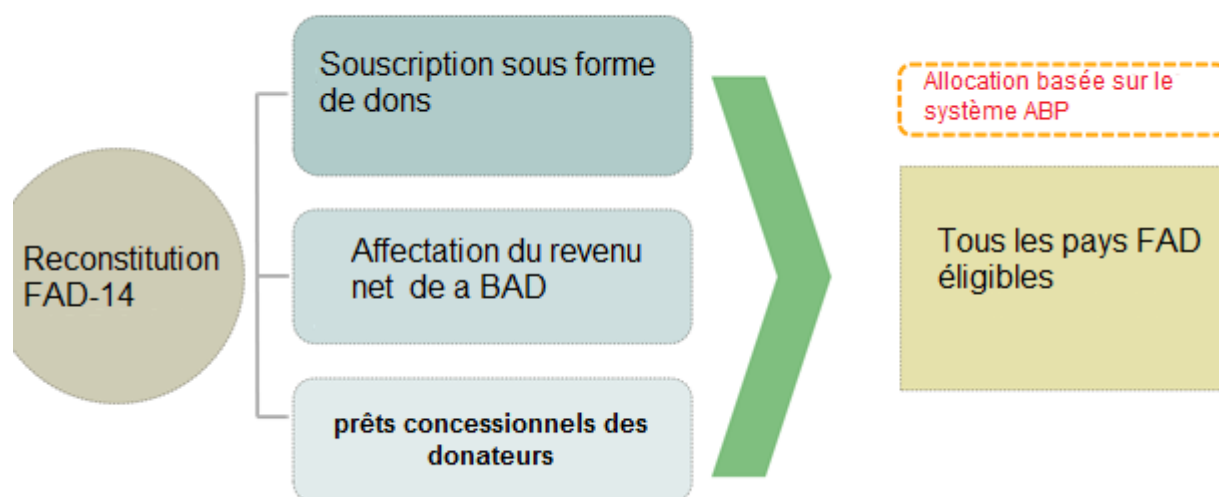 Reconstitution
FAD-14
Souscription sous forme
de dons
Affectation du revenu
net de a BAD
prêts concessionnels des
donateurs
Allocation basée sur le
système ABP
Tous les pays FAD
éligibles